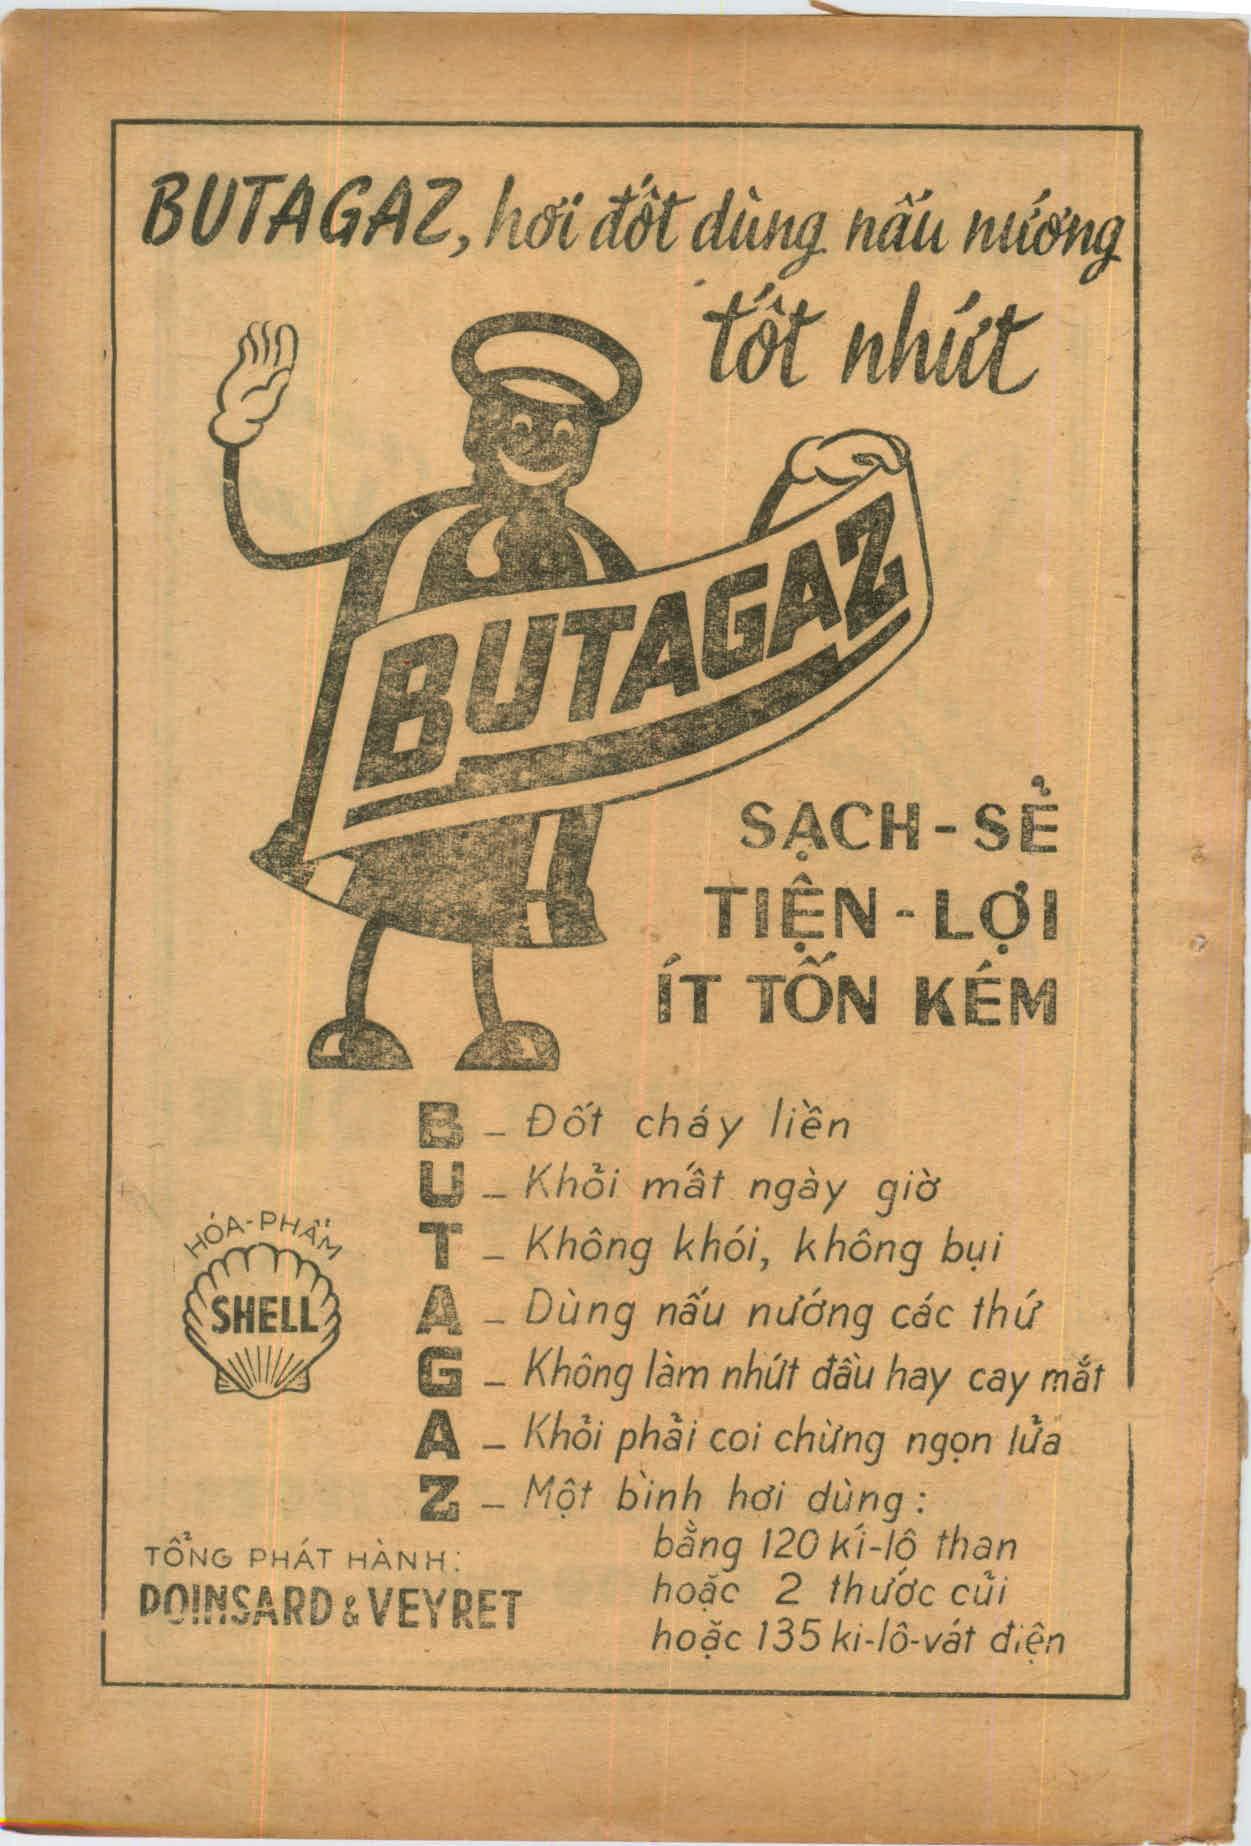 BUTAGAZ, hơi đốt dùng nấu nướng
tốt nhứt
BUTAGAZ
SẠCH-SẺ
TIỆN-LỢI
ÍT TỐN KÉM
B – Đốt cháy liền
U – Khỏi mất ngày giờ
T – Không khói, không bụi
A – Dùng nấu nướng các thứ
G – Không làm nhứt đầu hay cay mắt
A – Khỏi phải coi chừng ngọn lửa
Z – Một bình hơi dùng:
bằng 120 kí-lô than
hoặc 2 thước củi
hoặc 135 ki-lô-vát điện
HÓA-PHẨM
SHELL
TỔNG PHÁT HÀNH:
POINSARD & VEYRET